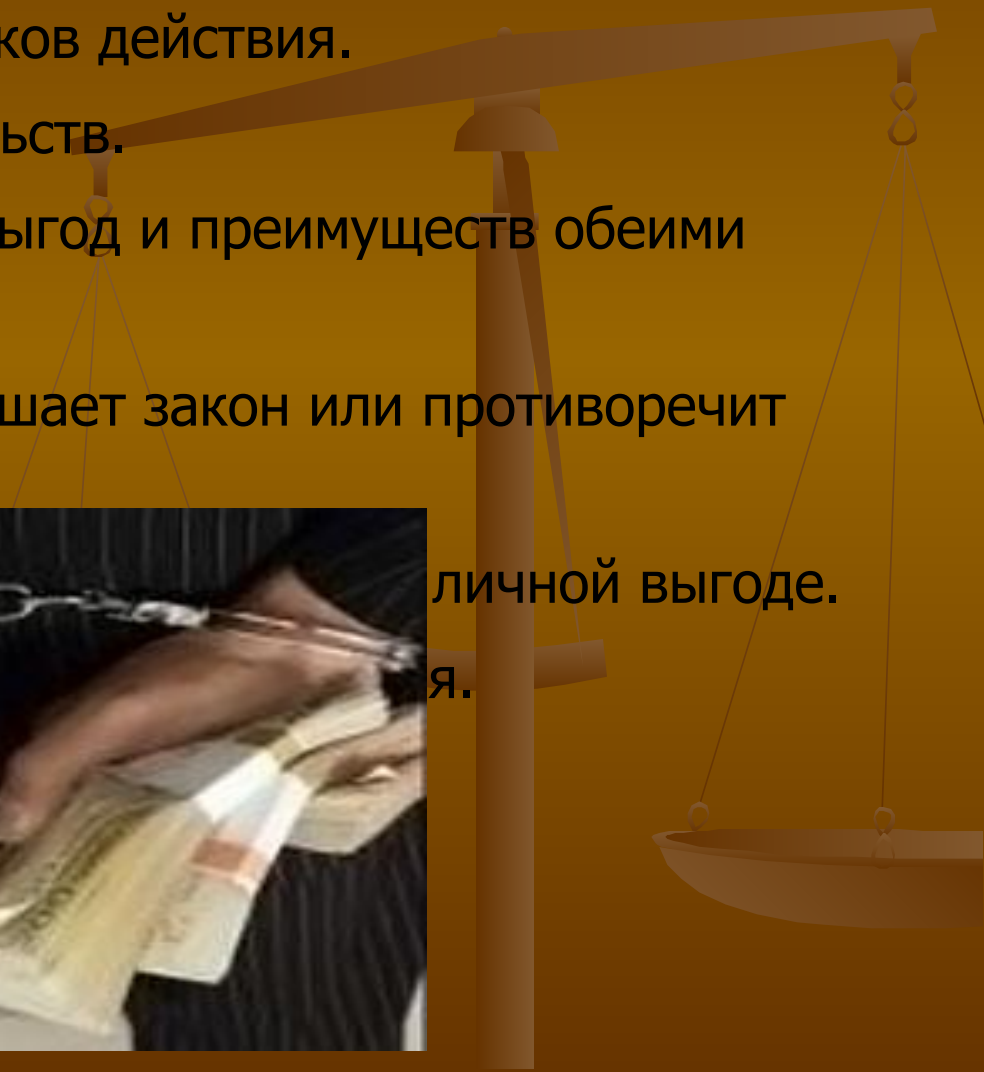 ков действия.
ьств.
ыгод и преимуществ обеими
шает закон или противоречит
личной выгоде.
я.